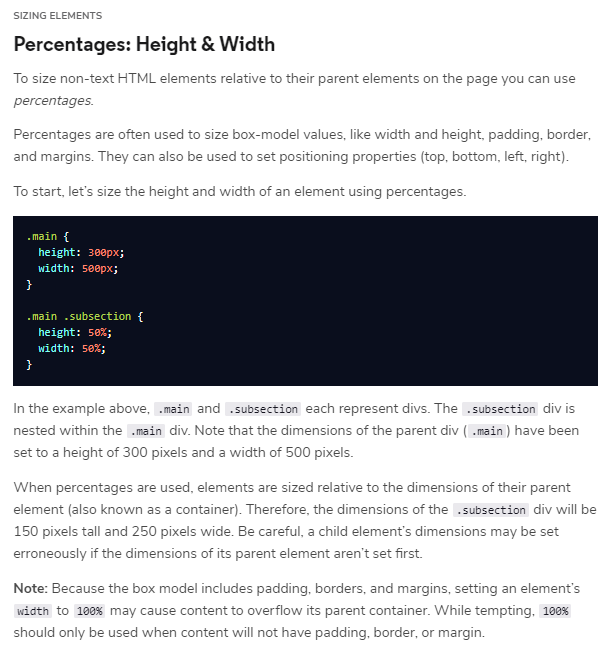 SIZING ELEMENTS
Percentages: Height & Width
To size non-text HTML elements relative to their parent elements on the page you can use
percentages.
Percentages are often used to size box-model values, like width and height, padding, border,
and margins. They can also be used to set positioning properties (top, bottom, left, right).
To start, let's size the height and width of an element using percentages.
.main {
  height: 300px;
  width: 500px;
}
.main .subsection {
  height: 50%;
  width: 50%;
}
In the example above, .main and .subsection each represent divs. The .subsection div is
nested within the .main div. Note that the dimensions of the parent div ( .main ) have been
set to a height of 300 pixels and a width of 500 pixels.
When percentages are used, elements are sized relative to the dimensions of their parent
element (also known as a container). Therefore, the dimensions of the .subsection div will be
150 pixels tall and 250 pixels wide. Be careful, a child element's dimensions may be set
erroneously if the dimensions of its parent element aren't set first.
Note: Because the box model includes padding, borders, and margins, setting an element's
width to 100% may cause content to overflow its parent container. While tempting, 100%
should only be used when content will not have padding, border, or margin.